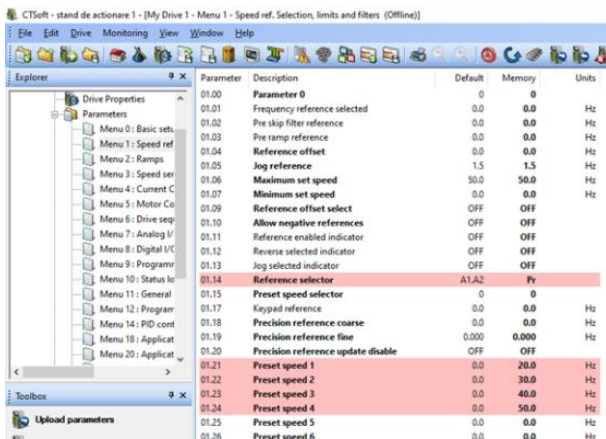 CTSoft - stand de actionare 1 - [My Drive 1 - Menu 1 - Speed ref. Selection, limits and filters (Offline)]
File Edit Drive Monitoring View Window Help
Explorer
Drive Properties
Parameters
Menu 0 : Basic setu
Menu 1 : Speed ref
Menu 2 : Ramps
Menu 3 : Speed ser
Menu 4 : Current C
Menu 5 : Motor Co
Menu 6 : Drive seq
Menu 7 : Analog I/
Menu 8 : Digital I/C
Menu 9 : Programr
Menu 10 : Status lo
Menu 11 : General
Menu 12 : Program
Menu 14 : PID cont
Menu 18 : Applicat
Menu 20 : Applicat
Toolbox
Upload parameters
Parameter Description Default Memory Units
01.00 Parameter 0 0 0
01.01 Frequency reference selected 0.0 0.0 Hz
01.02 Pre skip filter reference 0.0 0.0 Hz
01.03 Pre ramp reference 0.0 0.0 Hz
01.04 Reference offset 0.0 0.0 Hz
01.05 Jog reference 1.5 1.5 Hz
01.06 Maximum set speed 50.0 50.0 Hz
01.07 Minimum set speed 0.0 0.0 Hz
01.09 Reference offset select OFF OFF
01.10 Allow negative references OFF OFF
01.11 Reference enabled indicator OFF OFF
01.12 Reverse selected indicator OFF OFF
01.13 Jog selected indicator OFF OFF
01.14 Reference selector A1.A2 Pr
01.15 Preset speed selector 0 0
01.17 Keypad reference 0.0 0.0 Hz
01.18 Precision reference coarse 0.0 0.0 Hz
01.19 Precision reference fine 0.000 0.000 Hz
01.20 Precision reference update disable OFF OFF
01.21 Preset speed 1 0.0 20.0 Hz
01.22 Preset speed 2 0.0 30.0 Hz
01.23 Preset speed 3 0.0 40.0 Hz
01.24 Preset speed 4 0.0 50.0 Hz
01.25 Preset speed 5 0.0 0.0 Hz
01.26 Preset speed 6 0.0 0.0 Hz